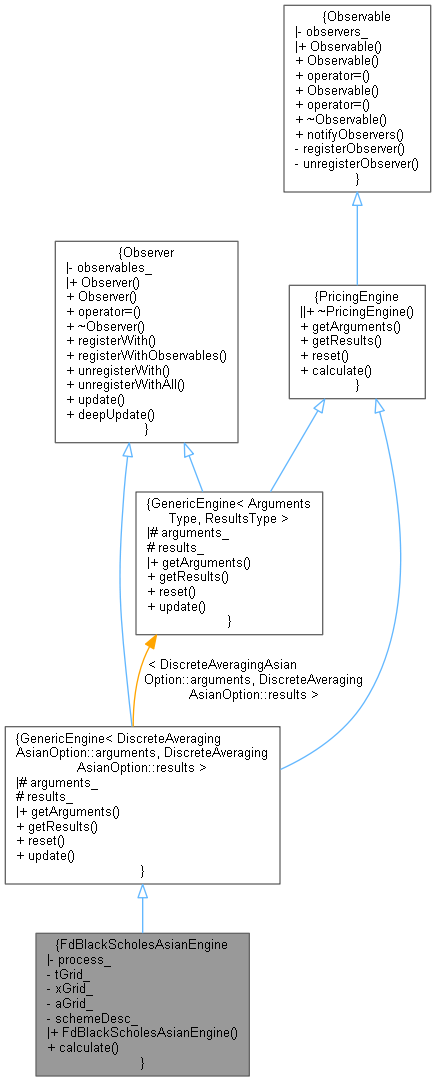 {Observable
|- observers_
|+ Observable()
+ Observable()
+ operator=()
+ Observable()
+ operator=()
+ ~Observable()
+ notifyObservers()
- registerObserver()
- unregisterObserver()
}
{Observer
|- observables_
|+ Observer()
+ Observer()
+ operator=()
+ ~Observer()
+ registerWith()
+ registerWithObservables()
+ unregisterWith()
+ unregisterWithAll()
+ update()
+ deepUpdate()
}
{PricingEngine
||+ ~PricingEngine()
+ getArguments()
+ getResults()
+ reset()
+ calculate()
}
{GenericEngine< Arguments
Type, ResultsType >
|# arguments_
# results_
|+ getArguments()
+ getResults()
+ reset()
+ update()
}
< DiscreteAveragingAsian
Option::arguments, DiscreteAveraging
AsianOption::results >
{GenericEngine< DiscreteAveraging
AsianOption::arguments, DiscreteAveraging
AsianOption::results >
|# arguments_
# results_
|+ getArguments()
+ getResults()
+ reset()
+ update()
}
{FdBlackScholesAsianEngine
|- process_
- tGrid_
- xGrid_
- aGrid_
- schemeDesc_
|+ FdBlackScholesAsianEngine()
+ calculate()
}